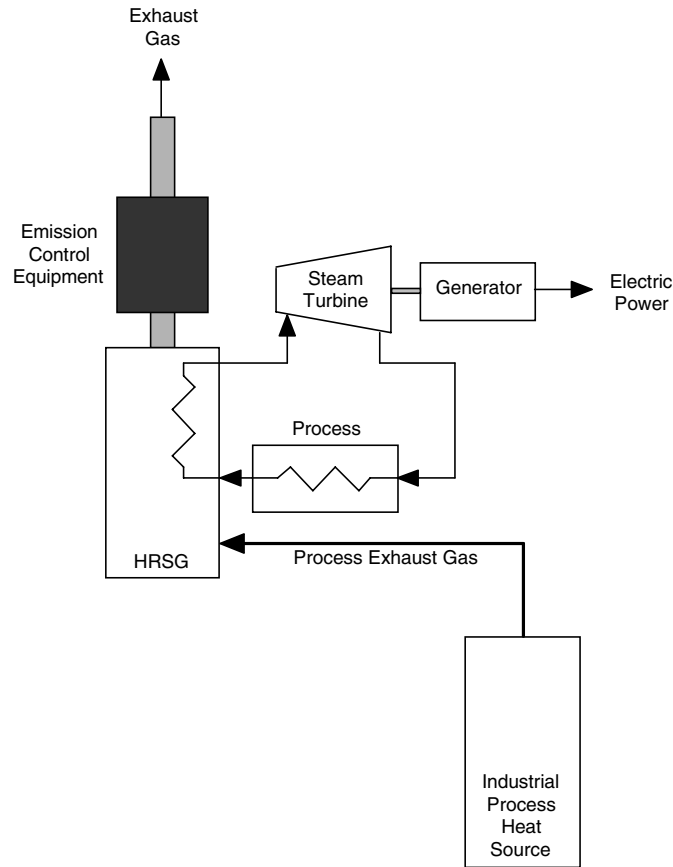 Exhaust
Gas
Emission
Control
Equipment
Steam
Turbine
Generator
Electric
Power
Process
HRSG
Process Exhaust Gas
Industrial
Process
Heat
Source